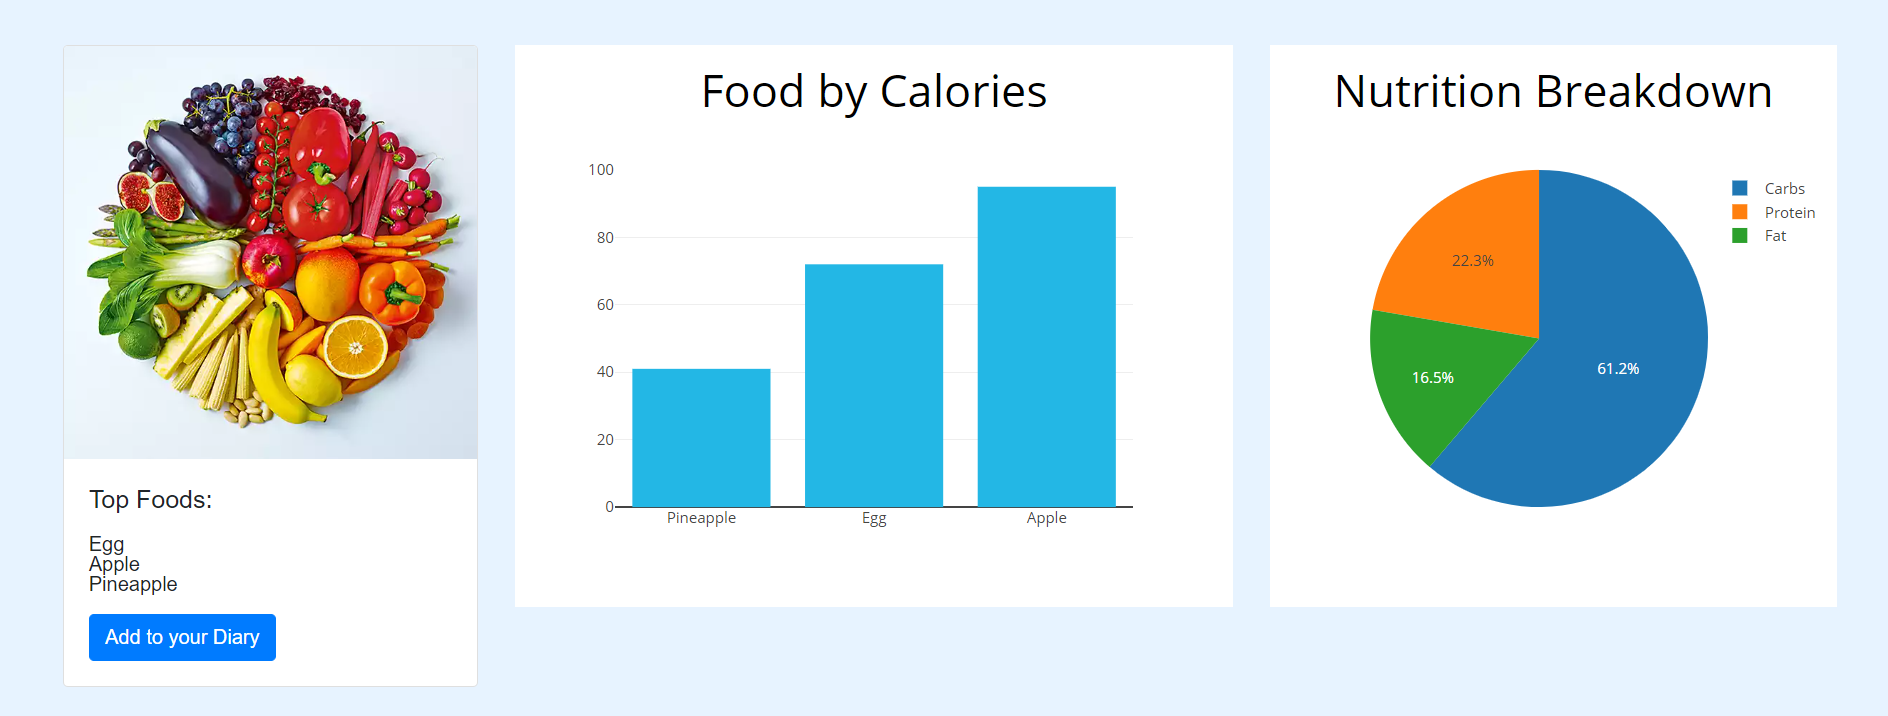 Top Foods:
Egg
Apple
Pineapple
Add to your Diary
Food by Calories
100
80
60
40
20
0
Pineapple
Egg
Apple
Nutrition Breakdown
Carbs
Protein
Fat
22.3%
16.5%
61.2%